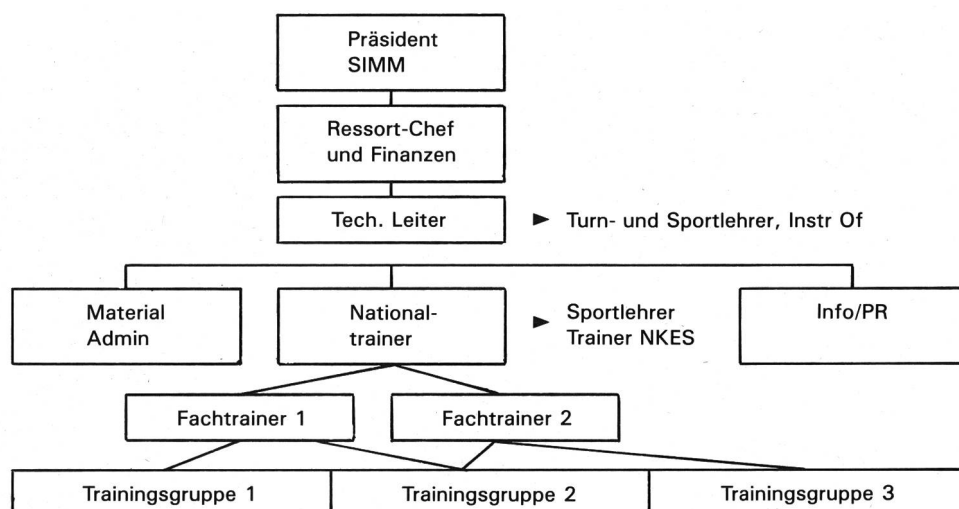 Präsident
SIMM
Ressort-Chef
und Finanzen
Tech. Leiter
► Turn- und Sportlehrer, Instr Of
Material
Admin
National-
trainer
► Sportlehrer
Trainer NKES
Info/PR
Fachtrainer 1
Fachtrainer 2
Trainingsgruppe 1
Trainingsgruppe 2
Trainingsgruppe 3